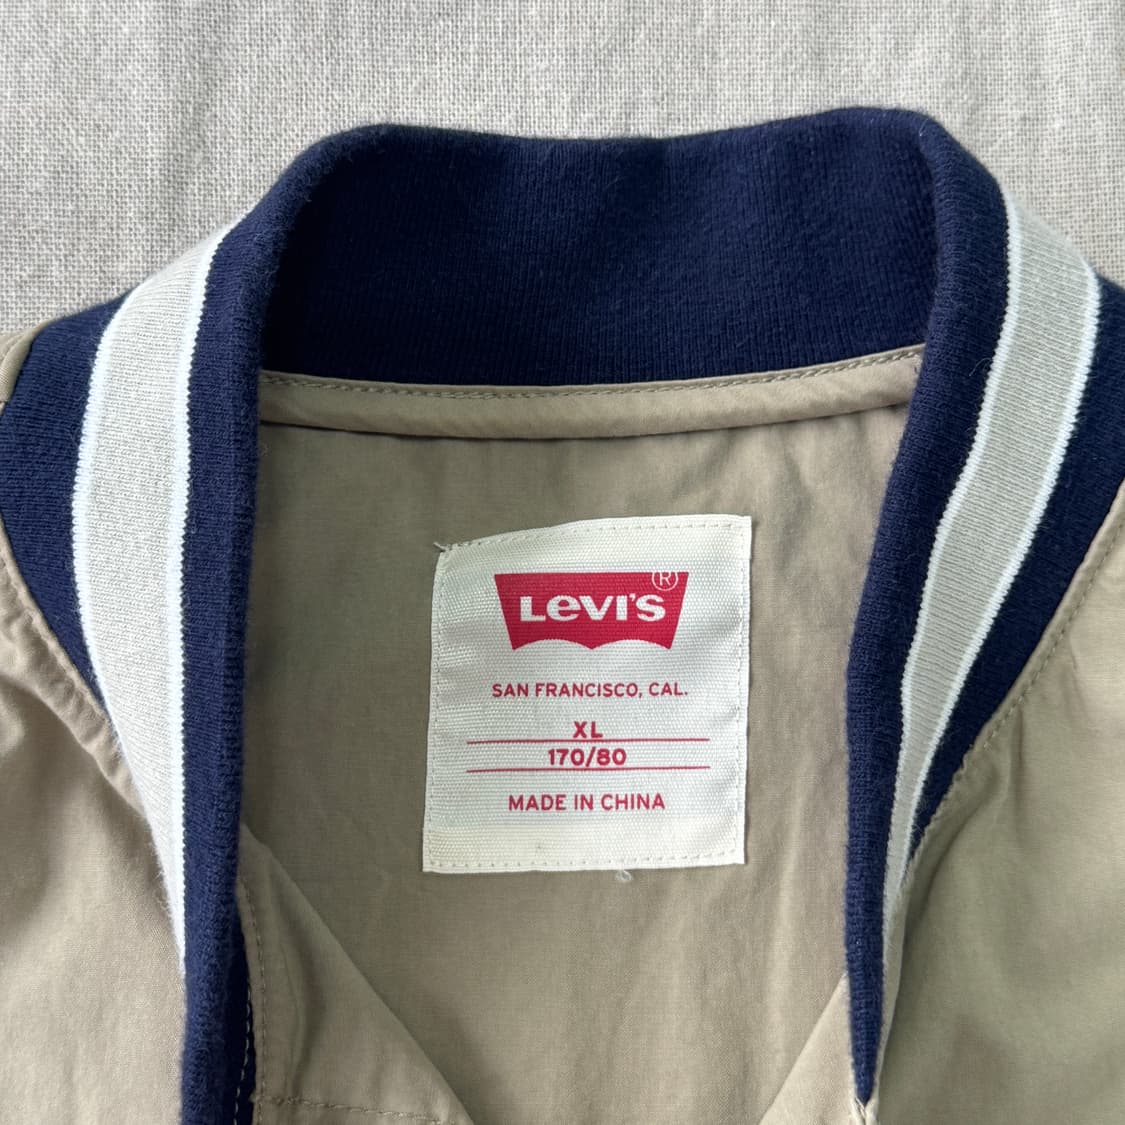 LEVI'S ®
SAN FRANCISCO, CAL.
XL
170/80
MADE IN CHINA